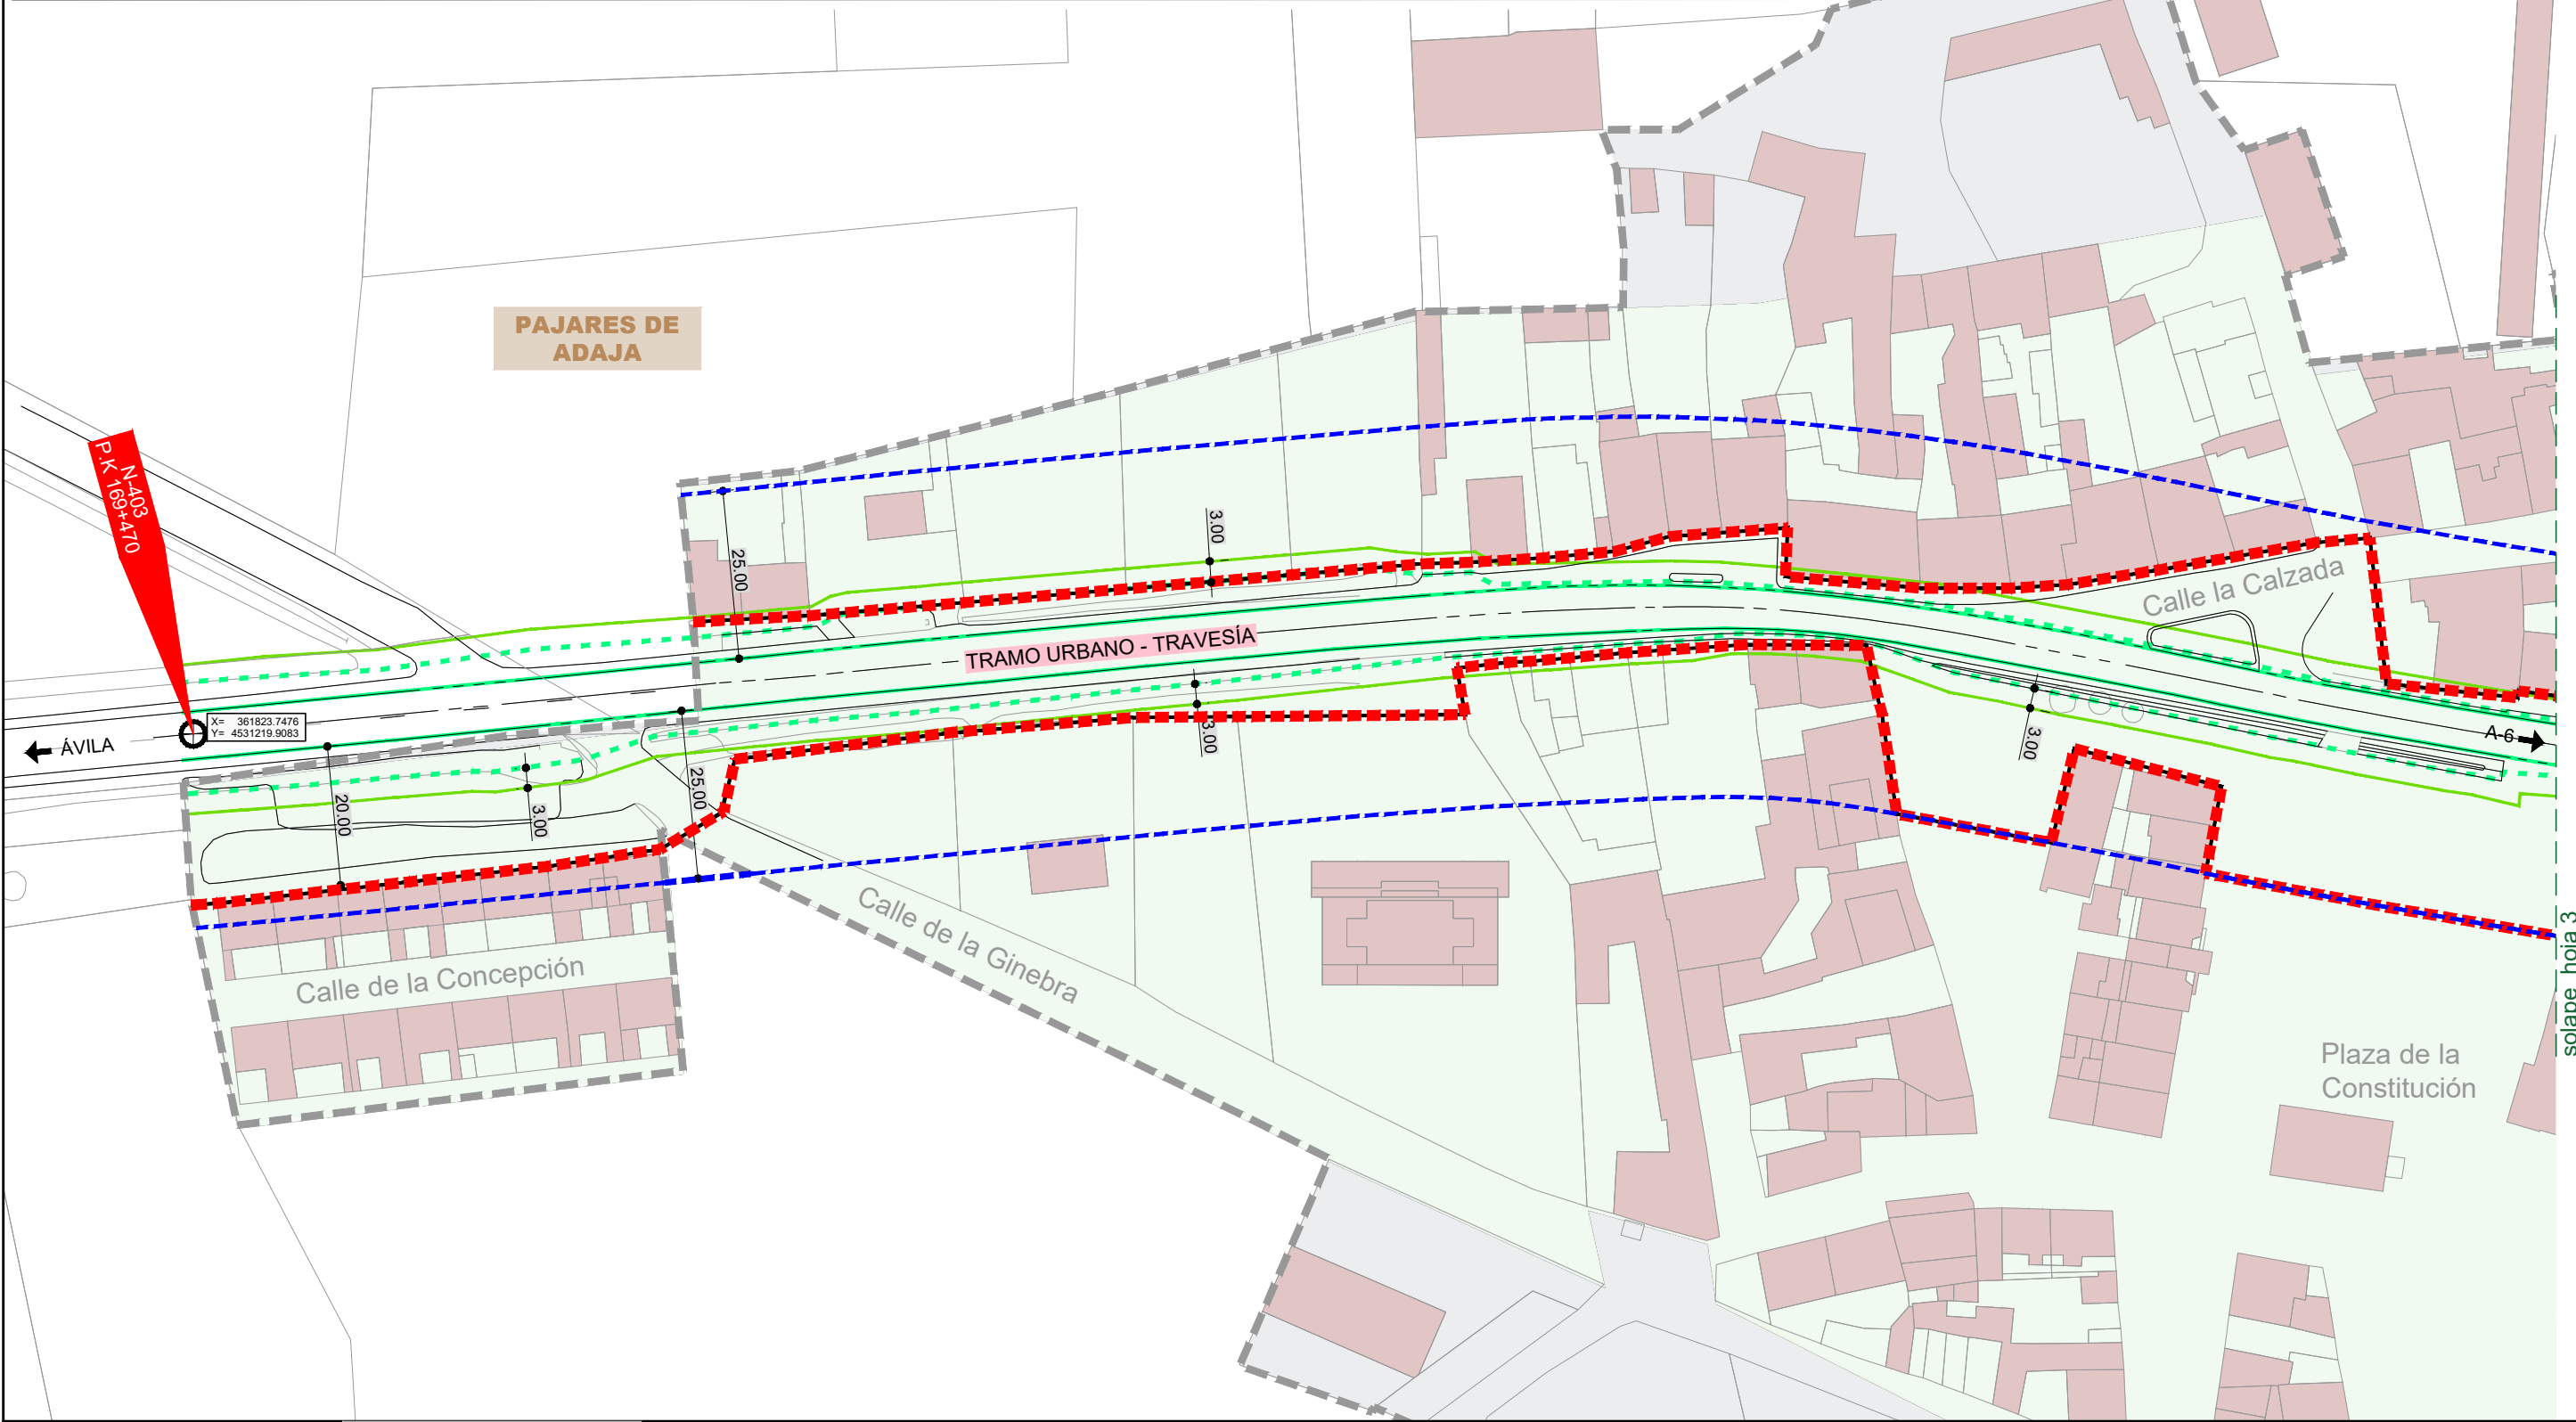 PAJARES DE
ADAJA
N-403
P.K 169+470
3.00
25.00
Calle la Calzada
TRAMO URBANO - TRAVESÍA
X= 361823.7476
Y= 4531219.9083
ÁVILA
A-6
3.00
3.00
20.00
3.00
25.00
Calle de la Ginebra
Calle de la Concepción
solape hoja 3
Plaza de la
Constitución